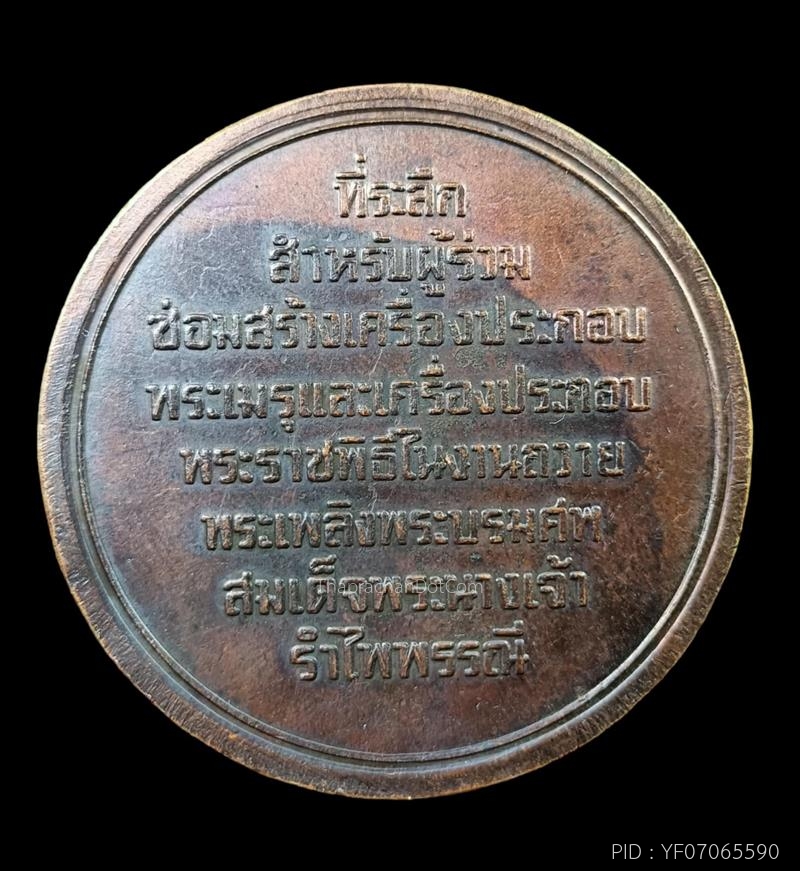 ที่ระลึก
สำหรับผู้ร่วม
ซ่อมสร้างเครื่องประกอบ
พระเมรุและเครื่องประกอบ
พระราชพิธีในงานถวาย
พระเพลิงพระบรมศพ
สมเด็จพระนางเจ้า
ThaprachanDotCom
รำไพพรรณี
PID : YF07065590